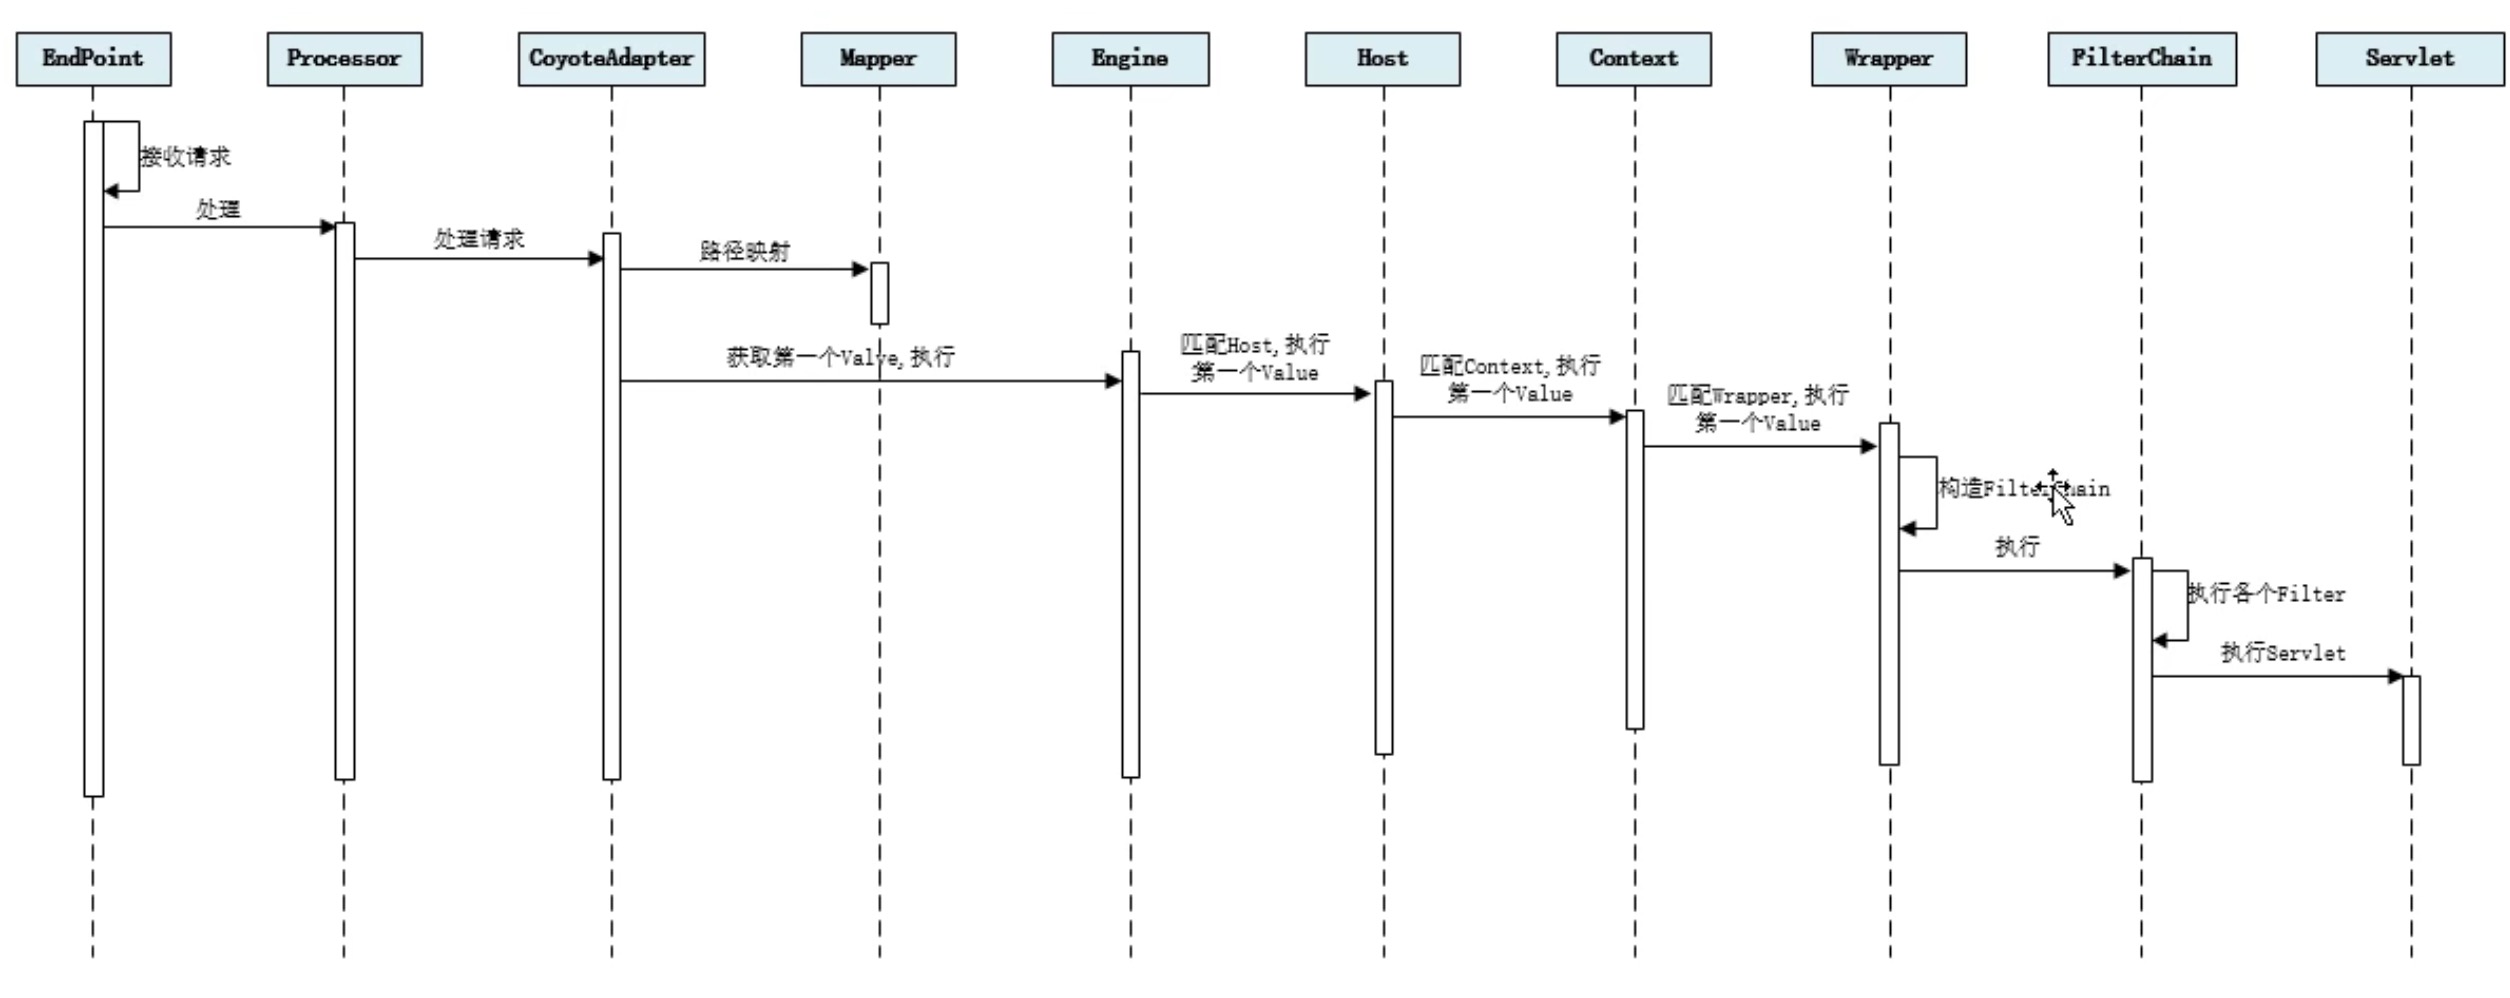 EndPoint
Processor
CoyoteAdapter
Mapper
Engine
Host
Context
Wrapper
FilterChain
Servlet
接收请求
处理
处理请求
路径映射
获取第一个Valve,执行
匹配Host,执行
第一个Value
匹配Context,执行
第一个Value
匹配Wrapper,执行
第一个Value
构造FilterChain
执行
执行各个Filter
执行Servlet